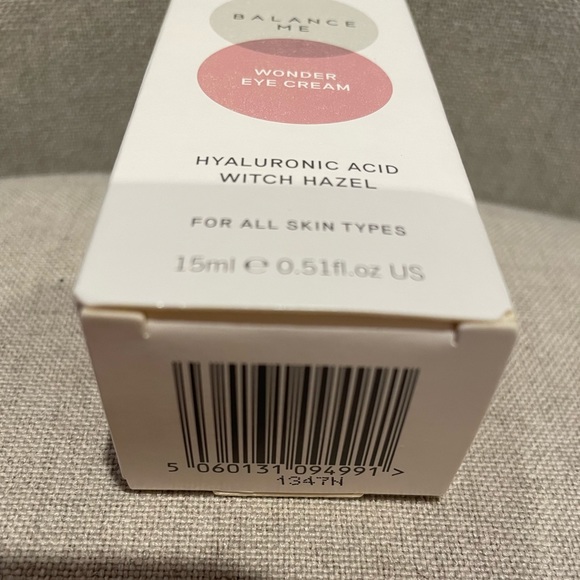 BALANCE
ME
WONDER
EYE CREAM
HYALURONIC ACID
WITCH HAZEL
FOR ALL SKIN TYPES
15ml ℮ 0.51fl.oz US
5 060131 094991 >
1347N